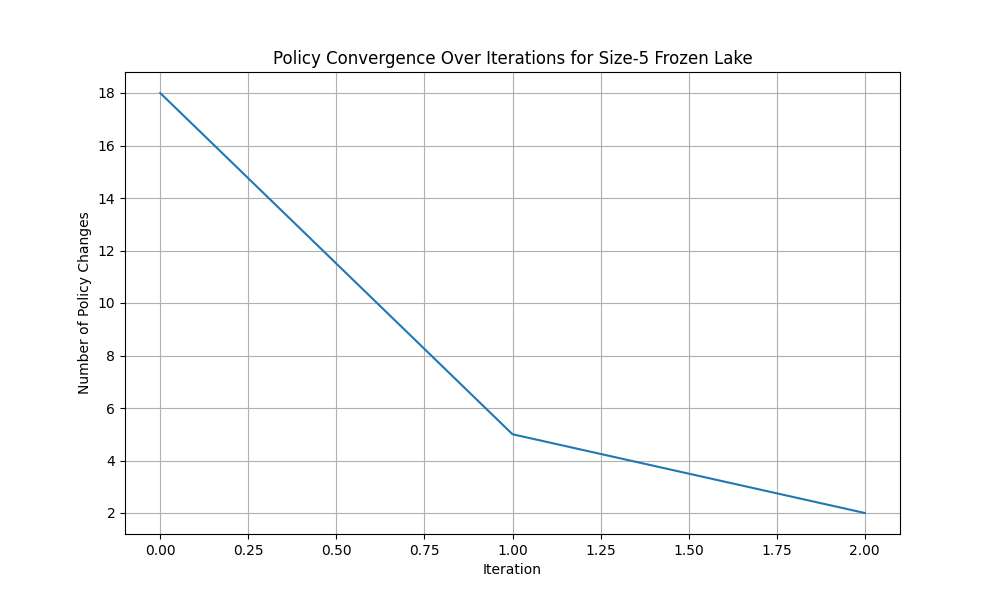 Policy Convergence Over Iterations for Size-5 Frozen Lake
Number of Policy Changes
18
16
14
12
10
8
6
4
2
0.00 0.25 0.50 0.75 1.00 1.25 1.50 1.75 2.00
Iteration